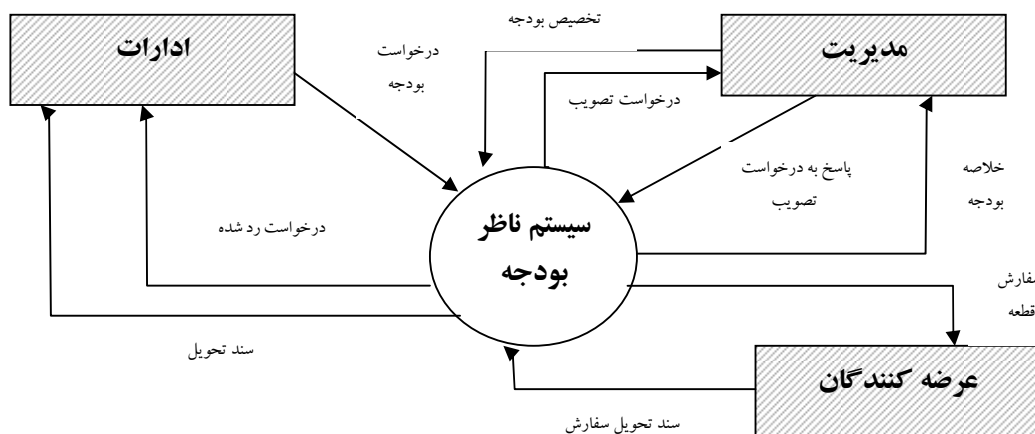 تخصیص بودجه
مدیریت
ادارات
درخواست
بودجه
درخواست تصویب
پاسخ به درخواست
تصویب
خلاصه
بودجه
سیستم ناظر
بودجه
درخواست رد شده
سفارش
قطعه
سند تحویل
عرضه کنندگان
سند تحویل سفارش